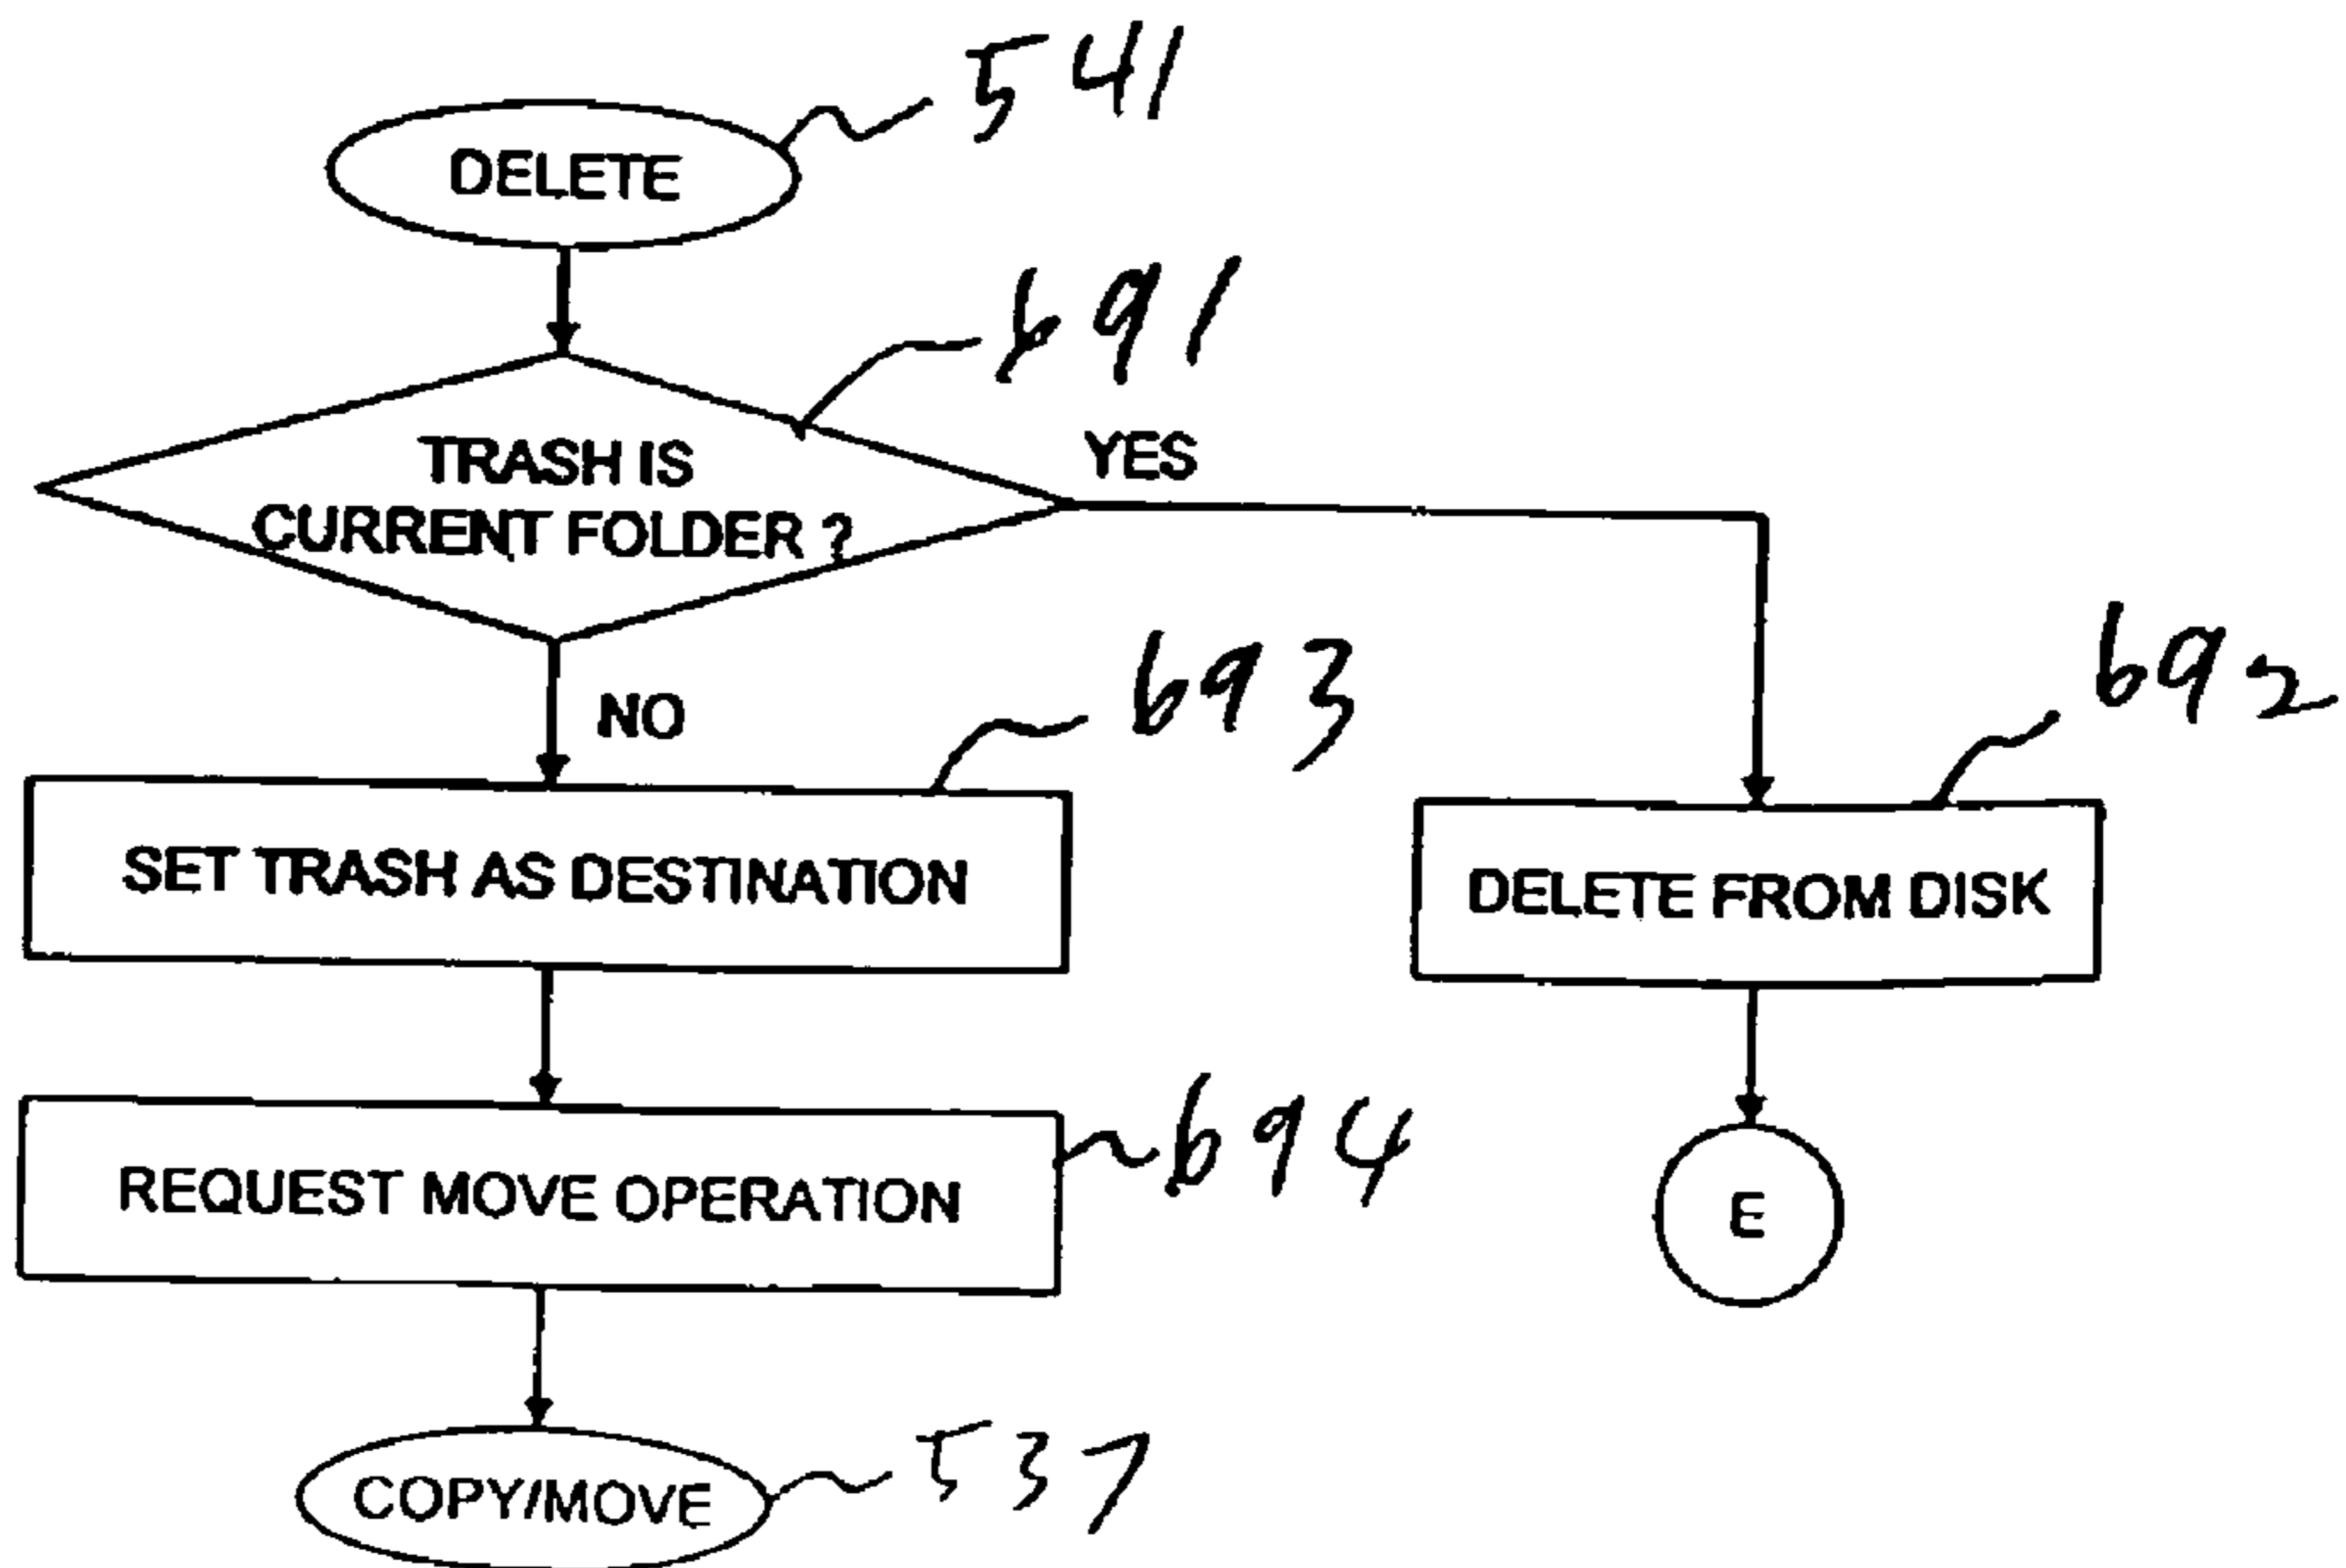 541
DELETE
691
TRASH IS
CURRENT FOLDER ?
YES
NO
693
692
SET TRASH AS DESTINATION
DELETE FROM DISK
REQUEST MOVE OPERATION
694
E
COPY/MOVE
537